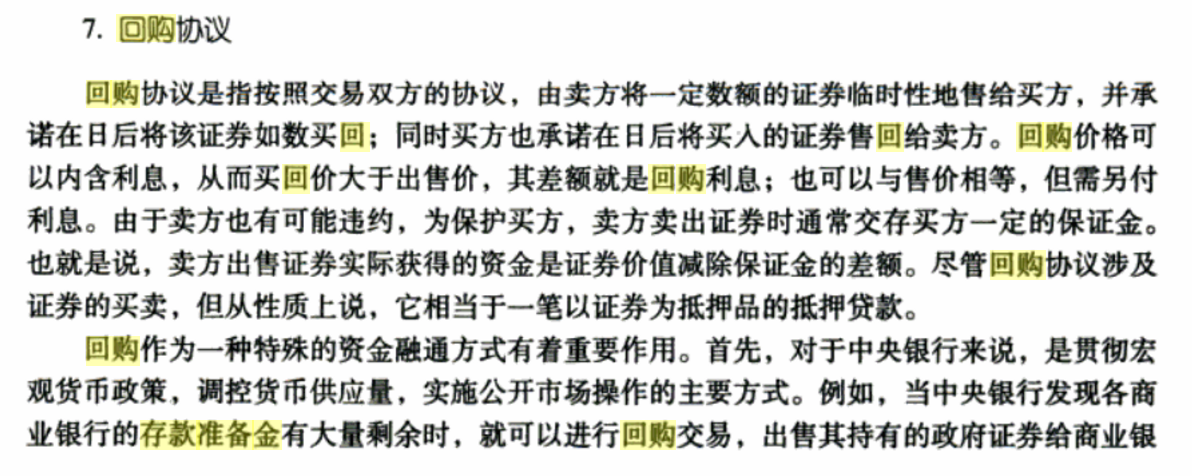 7. 回购协议
回购协议是指按照交易双方的协议，由卖方将一定数额的证券临时性地售给买方，并承
诺在日后将该证券如数买回；同时买方也承诺在日后将买入的证券售回给卖方。回购价格可
以内含利息，从而买回价大于出售价，其差额就是回购利息；也可以与售价相等，但需另付
利息。由于卖方也有可能违约，为保护买方，卖方卖出证券时通常交存买方一定的保证金。
也就是说，卖方出售证券实际获得的资金是证券价值减除保证金的差额。尽管回购协议涉及
证券的买卖，但从性质上说，它相当于一笔以证券为抵押品的抵押贷款。
回购作为一种特殊的资金融通方式有着重要作用。首先，对于中央银行来说，是贯彻宏
观货币政策，调控货币供应量，实施公开市场操作的主要方式。例如，当中央银行发现各商
业银行的存款准备金有大量剩余时，就可以进行回购交易，出售其持有的政府证券给商业银